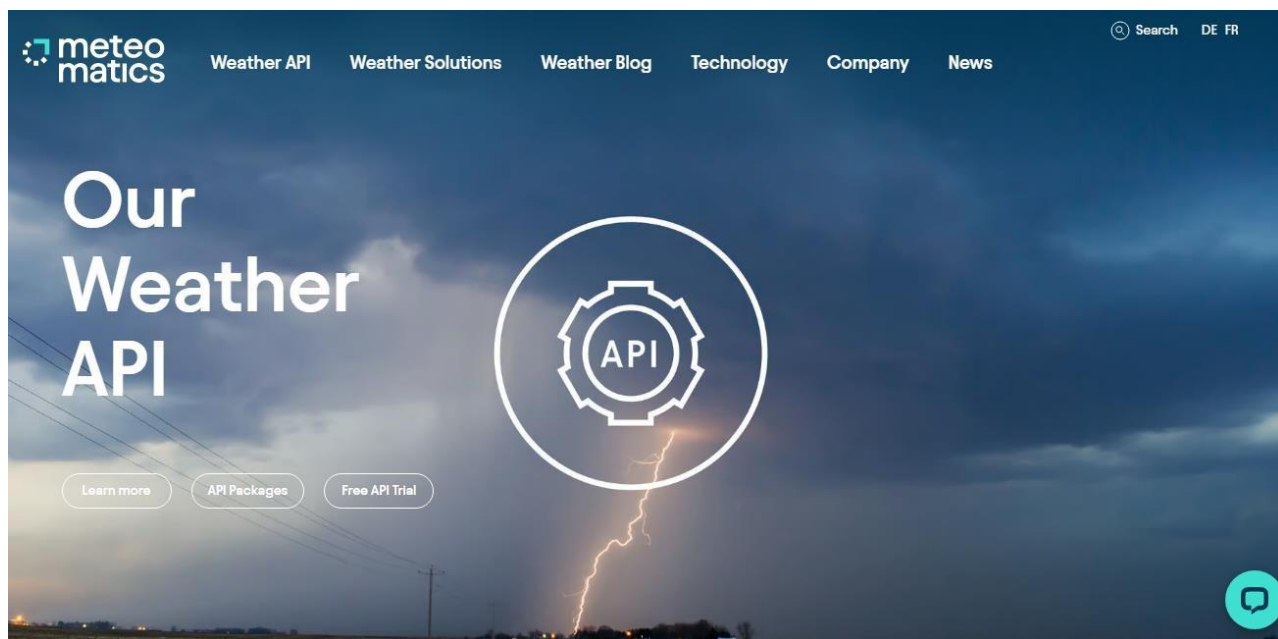 Search DE FR
meteo
matics
Weather API Weather Solutions Weather Blog Technology Company News
Our
Weather
API
API
Learn more API Packages Free API Trial